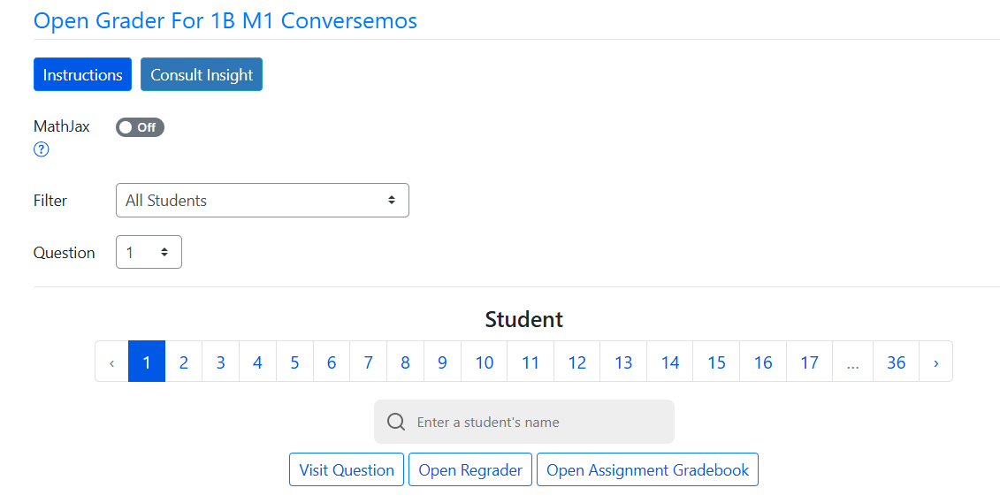 Open Grader For 1B M1 Conversemos
Instructions Consult Insight
MathJax Off
?
Filter All Students
Question 1
Student
‹ 1 2 3 4 5 6 7 8 9 10 11 12 13 14 15 16 17 ... 36 ›
Enter a student's name
Visit Question Open Regrader Open Assignment Gradebook